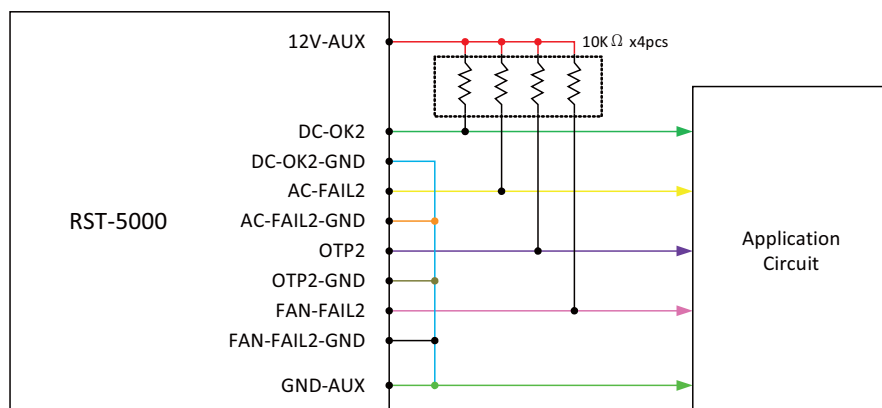 12V-AUX
10KΩ x4pcs
DC-OK2
DC-OK2-GND
AC-FAIL2
RST-5000
AC-FAIL2-GND
OTP2
Application
Circuit
OTP2-GND
FAN-FAIL2
FAN-FAIL2-GND
GND-AUX